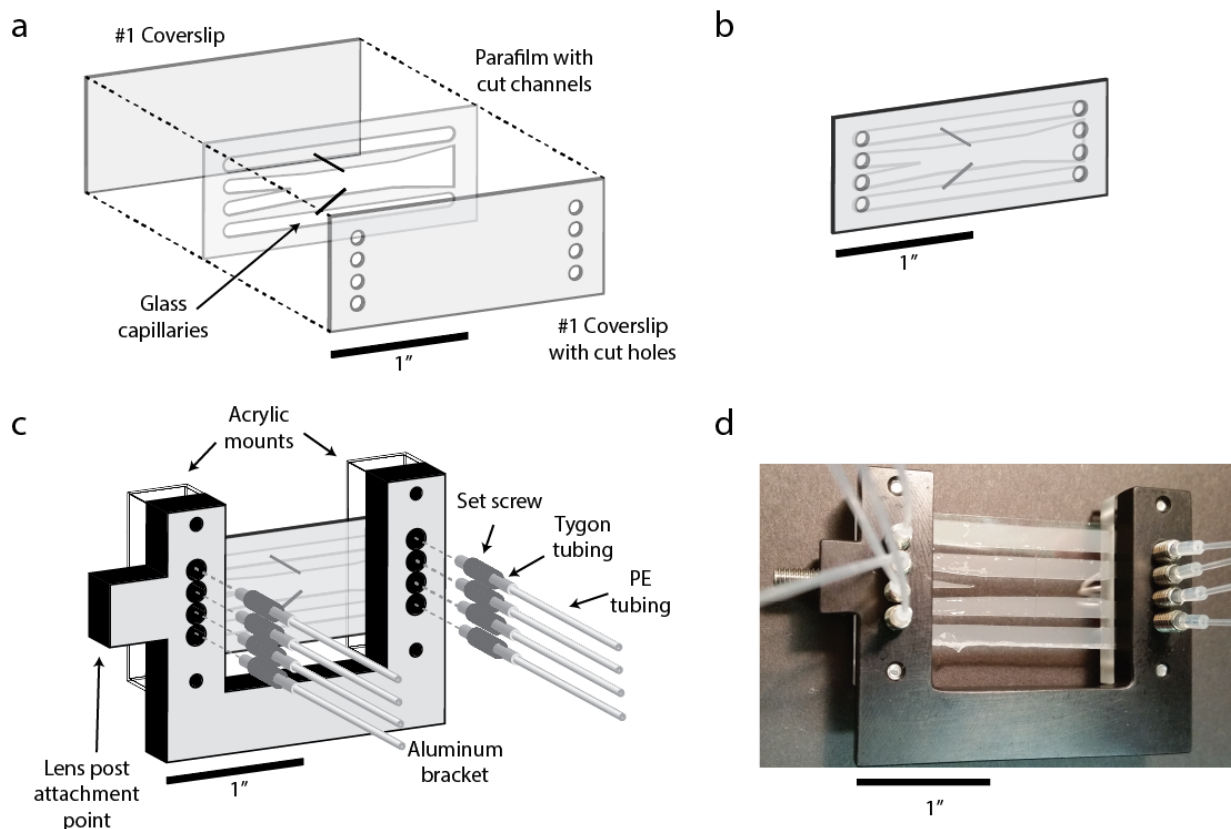 a
#1 Coverslip
Parafilm with
cut channels
Glass
capillaries
1”
#1 Coverslip
with cut holes
b
1”
c
Acrylic
mounts
Set screw
Tygon
tubing
PE
tubing
Lens post
attachment
point
1”
Aluminum
bracket
d
1”